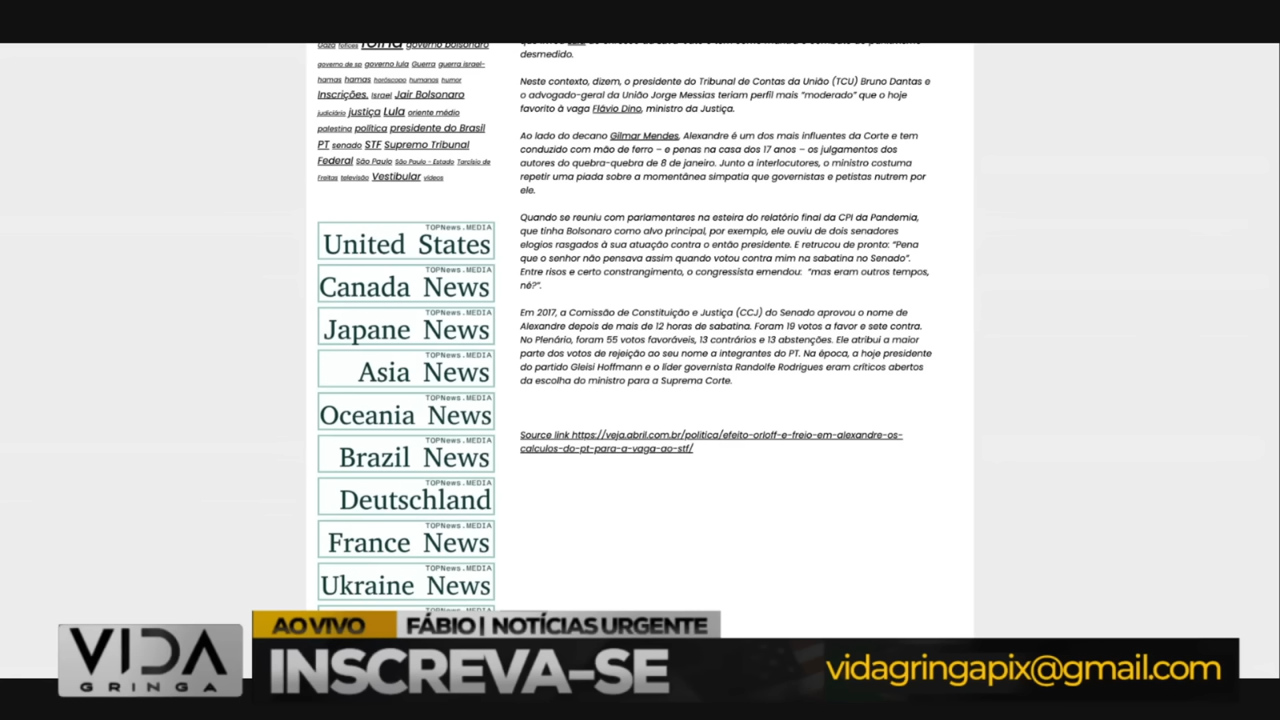 Gaza fofices folha governo bolsonaro
governo de sp governo lula Guerra guerra israel-
hamas hamas horóscopo humanos humor
Inscrições, Israel Jair Bolsonaro
judiciário justiça Lula oriente médio
palestina política presidente do Brasil
PT senado STF Supremo Tribunal
Federal São Paulo São Paulo - Estado Tarcísio de
Freitas televisão Vestibular vídeos
TOPNews.MEDIA
United States
TOPNews.MEDIA
Canada News
TOPNews.MEDIA
Japane News
TOPNews.MEDIA
Asia News
TOPNews.MEDIA
Oceania News
TOPNews.MEDIA
Brazil News
TOPNews.MEDIA
Deutschland
TOPNews.MEDIA
France News
TOPNews.MEDIA
Ukraine News
desmedido.
Neste contexto, dizem, o presidente do Tribunal de Contas da União (TCU) Bruno Dantas e
o advogado-geral da União Jorge Messias teriam perfil mais “moderado” que o hoje
favorito à vaga Flávio Dino, ministro da Justiça.
Ao lado do decano Gilmar Mendes, Alexandre é um dos mais influentes da Corte e tem
conduzido com mão de ferro – e penas na casa dos 17 anos – os julgamentos dos
autores do quebra-quebra de 8 de janeiro. Junto a interlocutores, o ministro costuma
repetir uma piada sobre a momentânea simpatia que governistas e petistas nutrem por
ele.
Quando se reuniu com parlamentares na esteira do relatório final da CPI da Pandemia,
que tinha Bolsonaro como alvo principal, por exemplo, ele ouviu de dois senadores
elogios rasgados à sua atuação contra o então presidente. E retrucou de pronto: “Pena
que o senhor não pensava assim quando votou contra mim na sabatina no Senado”.
Entre risos e certo constrangimento, o congressista emendou: “mas eram outros tempos,
né?”.
Em 2017, a Comissão de Constituição e Justiça (CCJ) do Senado aprovou o nome de
Alexandre depois de mais de 12 horas de sabatina. Foram 19 votos a favor e sete contra.
No Plenário, foram 55 votos favoráveis, 13 contrários e 13 abstenções. Ele atribui a maior
parte dos votos de rejeição ao seu nome a integrantes do PT. Na época, a hoje presidente
do partido Gleisi Hoffmann e o líder governista Randolfe Rodrigues eram críticos abertos
da escolha do ministro para a Suprema Corte.
Source link https://veja.abril.com.br/politica/efeito-orloff-e-freio-em-alexandre-os-
calculos-do-pt-para-a-vaga-ao-stf/
AO VIVO FÁBIO | NOTÍCIAS URGENTE
VIDA
GRINGA
INSCREVA-SE
vidagringapix@gmail.com